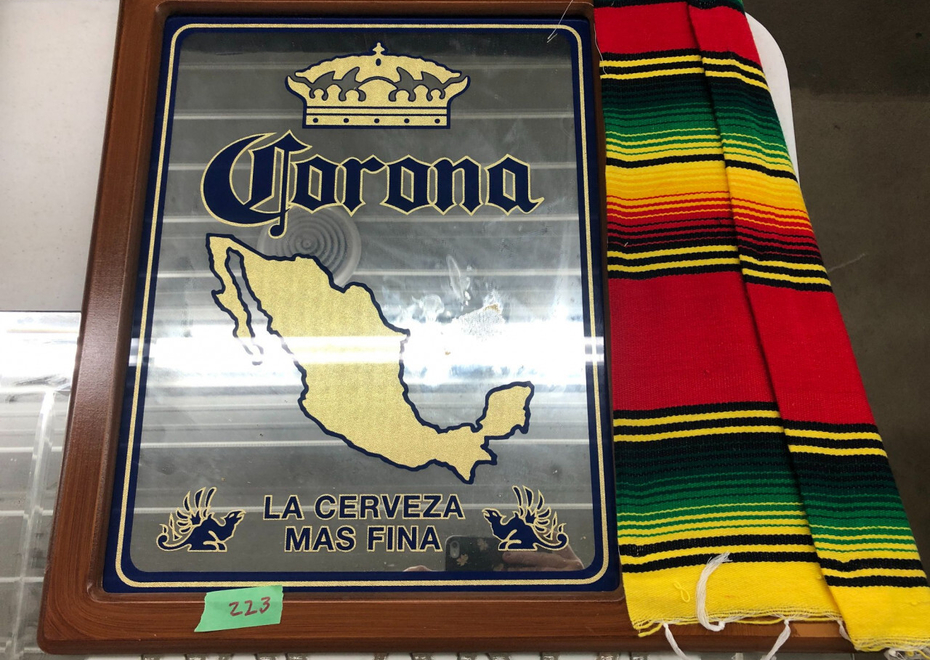 Corona
LA CERVEZA
MAS FINA
223